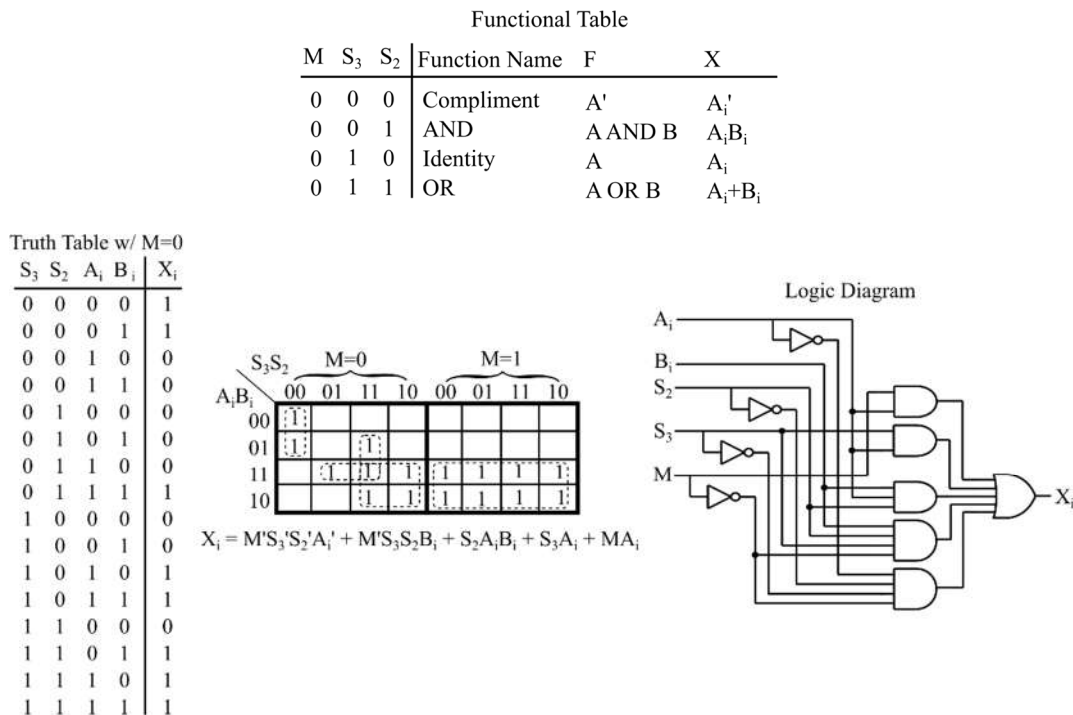 Functional Table
M S₃ S₂ Function Name F X
0 0 0 Compliment A' Aᵢ'
0 0 1 AND A AND B AᵢBᵢ
0 1 0 Identity A Aᵢ
0 1 1 OR A OR B Aᵢ+Bᵢ
Truth Table w/ M=0
S₃ S₂ Aᵢ Bᵢ Xᵢ
0 0 0 0 1
0 0 0 1 1
0 0 1 0 0
0 0 1 1 0
0 1 0 0 0
0 1 0 1 0
0 1 1 0 0
0 1 1 1 1
1 0 0 0 0
1 0 0 1 0
1 0 1 0 1
1 0 1 1 1
1 1 0 0 0
1 1 0 1 1
1 1 1 0 1
1 1 1 1 1
S₃S₂ M=0 M=1
AᵢBᵢ 00 01 11 10 00 01 11 10
00 1
01 1 1
11 1 1 1 1 1 1 1
10 1 1 1 1 1 1
Xᵢ = M'S₃'S₂'Aᵢ' + M'S₃S₂Bᵢ + S₂AᵢBᵢ + S₃Aᵢ + MAᵢ
Logic Diagram
Aᵢ
Bᵢ
S₂
S₃
M
Xᵢ